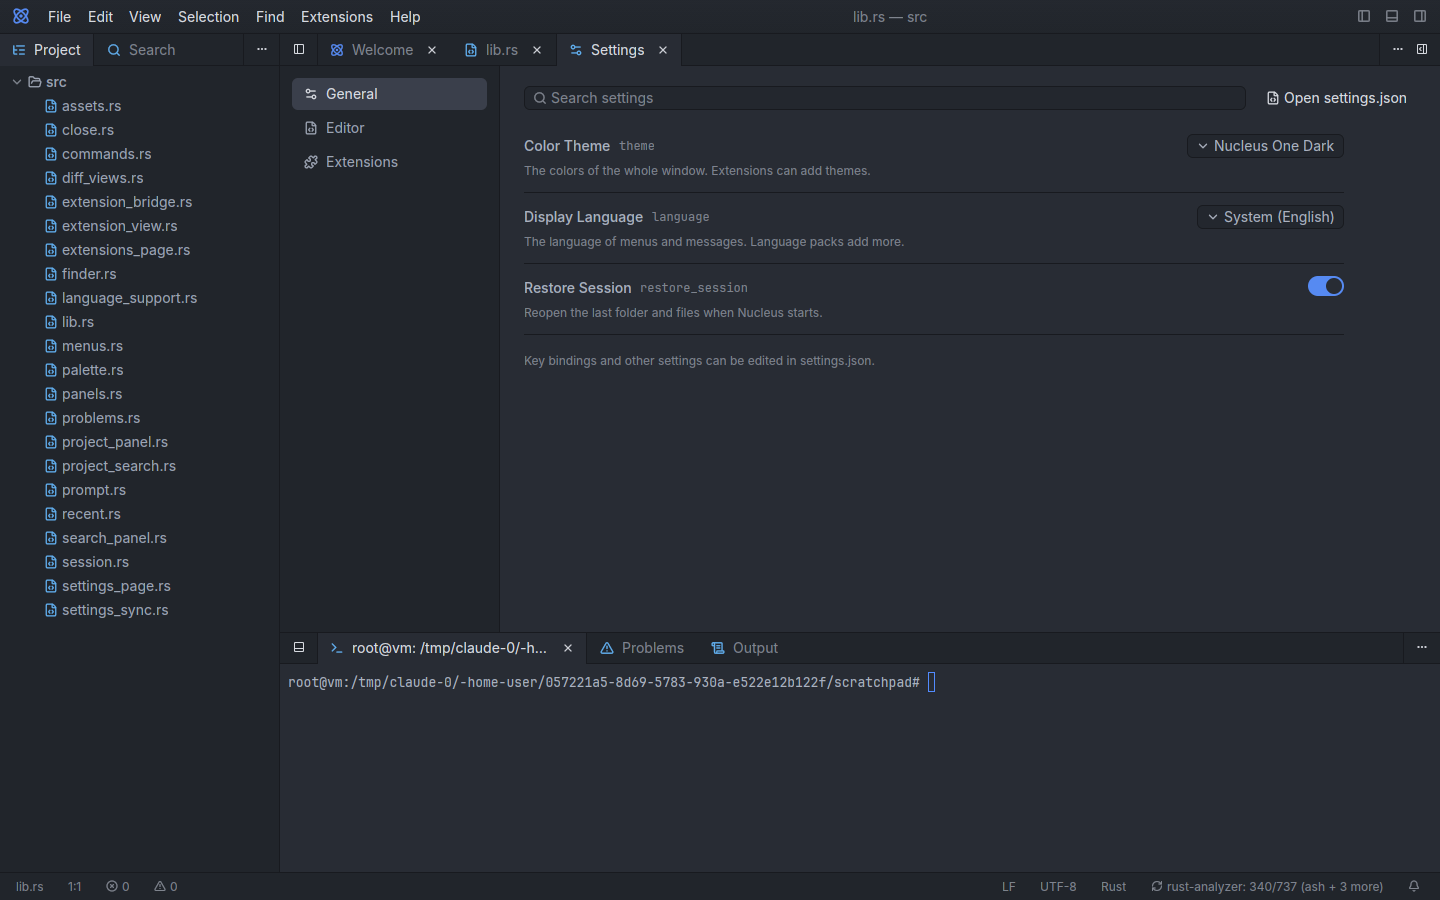 File Edit View Selection Find Extensions Help
lib.rs — src
Project
Search
Welcome
lib.rs
Settings
src
assets.rs
close.rs
commands.rs
diff_views.rs
extension_bridge.rs
extension_view.rs
extensions_page.rs
finder.rs
language_support.rs
lib.rs
menus.rs
palette.rs
panels.rs
problems.rs
project_panel.rs
project_search.rs
prompt.rs
recent.rs
search_panel.rs
session.rs
settings_page.rs
settings_sync.rs
General
Editor
Extensions
Search settings
Open settings.json
Color Theme theme
Nucleus One Dark
The colors of the whole window. Extensions can add themes.
Display Language language
System (English)
The language of menus and messages. Language packs add more.
Restore Session restore_session
Reopen the last folder and files when Nucleus starts.
Key bindings and other settings can be edited in settings.json.
root@vm: /tmp/claude-0/-h...
Problems
Output
root@vm:/tmp/claude-0/-home-user/057221a5-8d69-5783-930a-e522e12b122f/scratchpad#
lib.rs 1:1 0 0
LF UTF-8 Rust rust-analyzer: 340/737 (ash + 3 more)